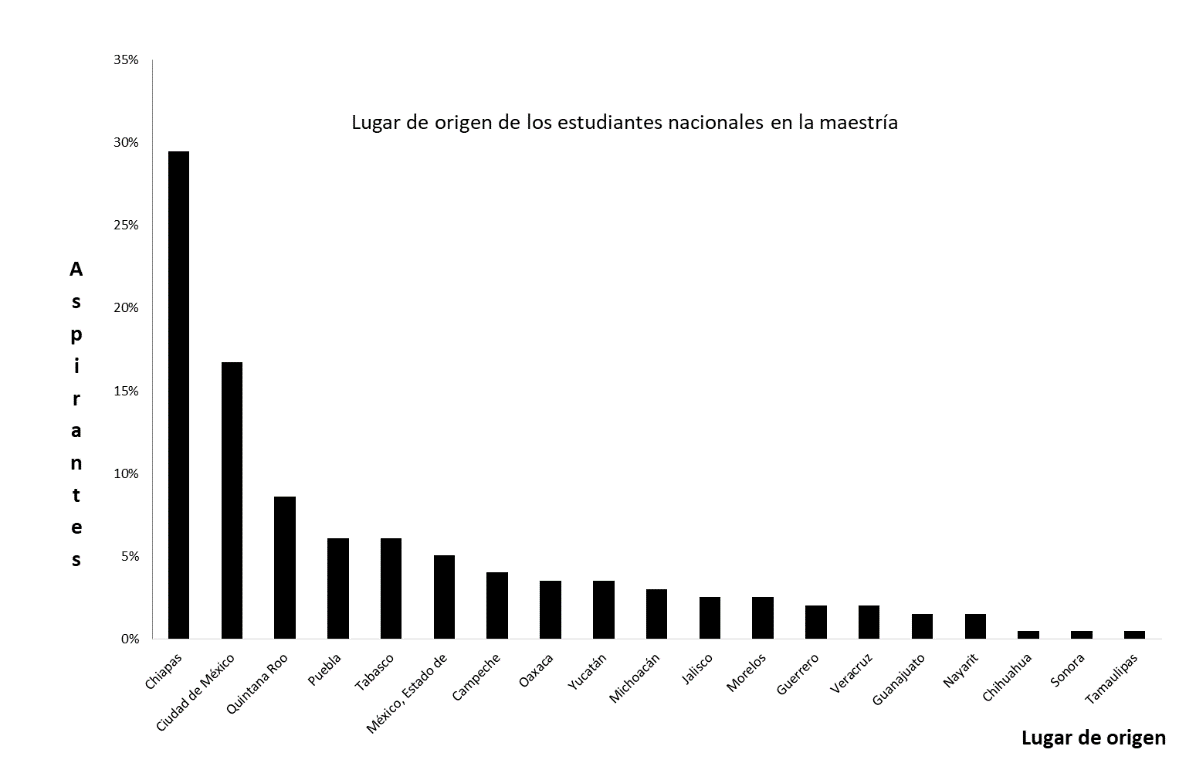 Lugar de origen de los estudiantes nacionales en la maestría
35%
30%
25%
20%
15%
10%
5%
0%
Aspirantes
Chiapas
Ciudad de México
Quintana Roo
Puebla
Tabasco
México, Estado de
Campeche
Oaxaca
Yucatán
Michoacán
Jalisco
Morelos
Guerrero
Veracruz
Guanajuato
Nayarit
Chihuahua
Sonora
Tamaulipas
Lugar de origen